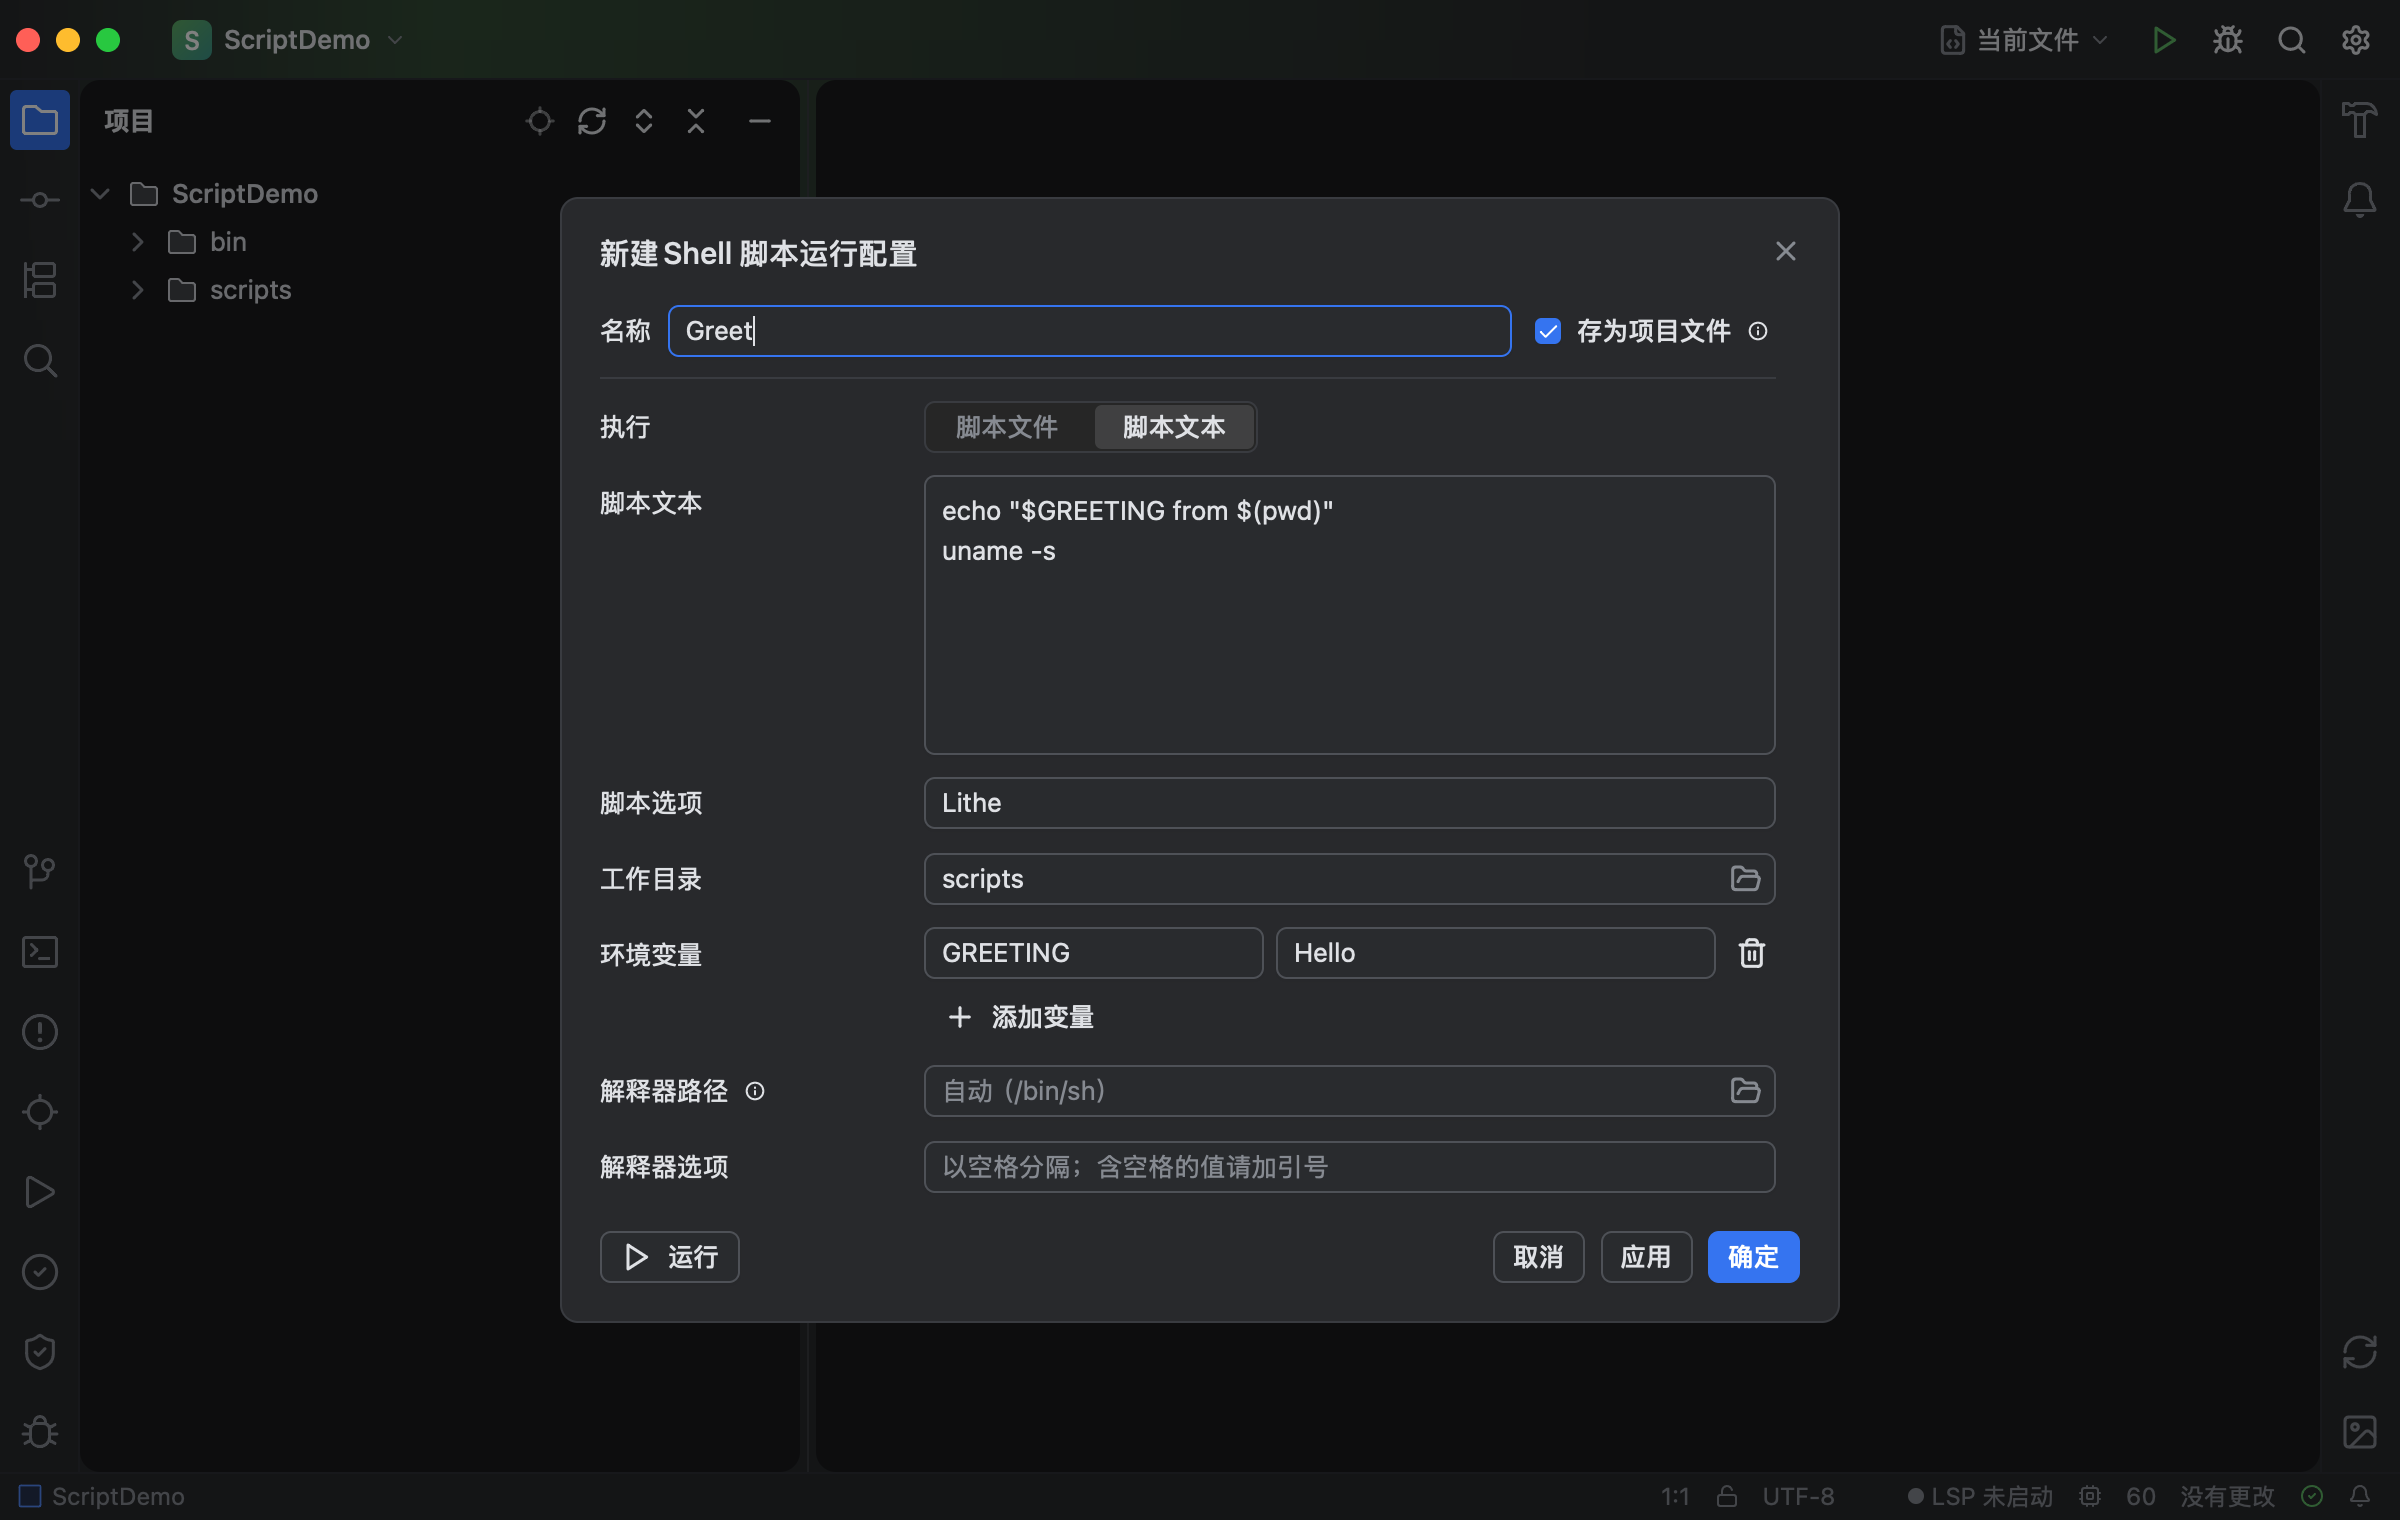 S ScriptDemo
当前文件
项目
ScriptDemo
bin
scripts
新建 Shell 脚本运行配置
名称
Greet
存为项目文件
执行
脚本文件
脚本文本
脚本文本
echo "$GREETING from $(pwd)"
uname -s
脚本选项
Lithe
工作目录
scripts
环境变量
GREETING
Hello
添加变量
解释器路径
自动 (/bin/sh)
解释器选项
以空格分隔；含空格的值请加引号
运行
取消
应用
确定
ScriptDemo
1:1
UTF-8
LSP 未启动
60
没有更改